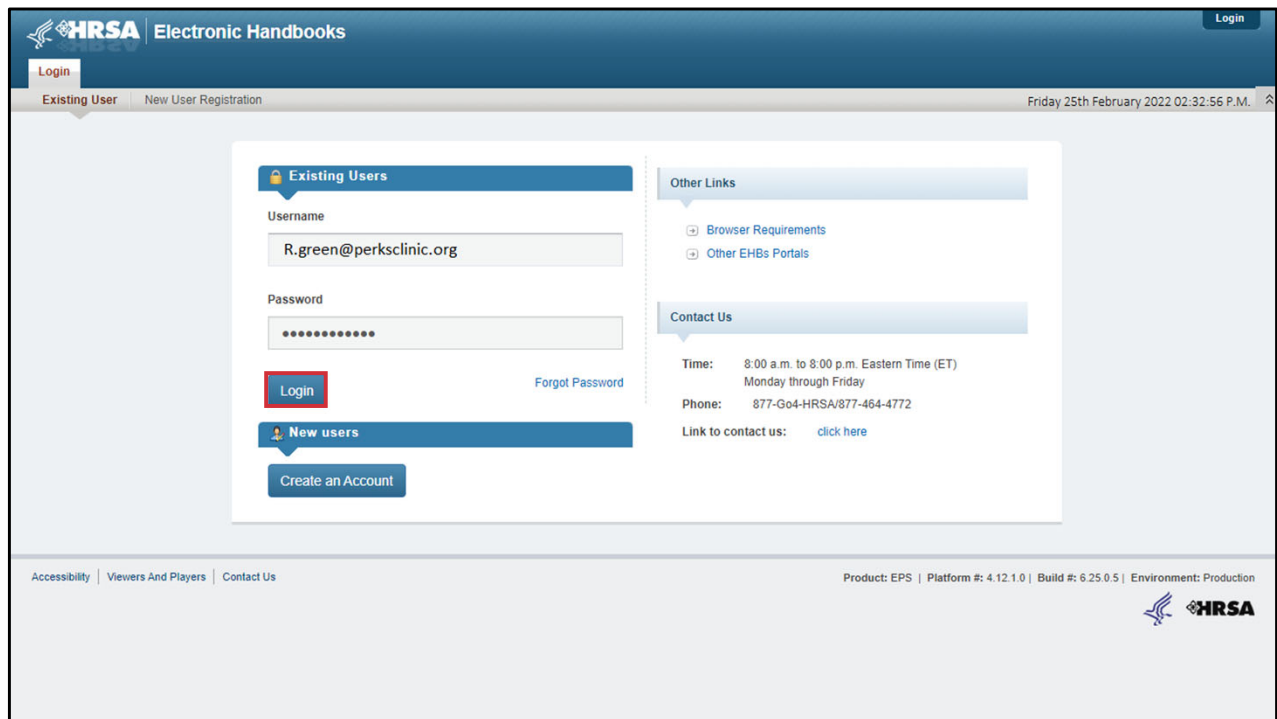 HRSA Electronic Handbooks
Login
Login
Existing User New User Registration
Friday 25th February 2022 02:32:56 P.M.
Existing Users
Username
R.green@perksclinic.org
Password
Login
Forgot Password
New users
Create an Account
Other Links
Browser Requirements
Other EHBs Portals
Contact Us
Time: 8:00 a.m. to 8:00 p.m. Eastern Time (ET)
Monday through Friday
Phone: 877-Go4-HRSA/877-464-4772
Link to contact us: click here
Accessibility | Viewers And Players | Contact Us
Product: EPS | Platform #: 4.12.1.0 | Build #: 6.25.0.5 | Environment: Production
HRSA